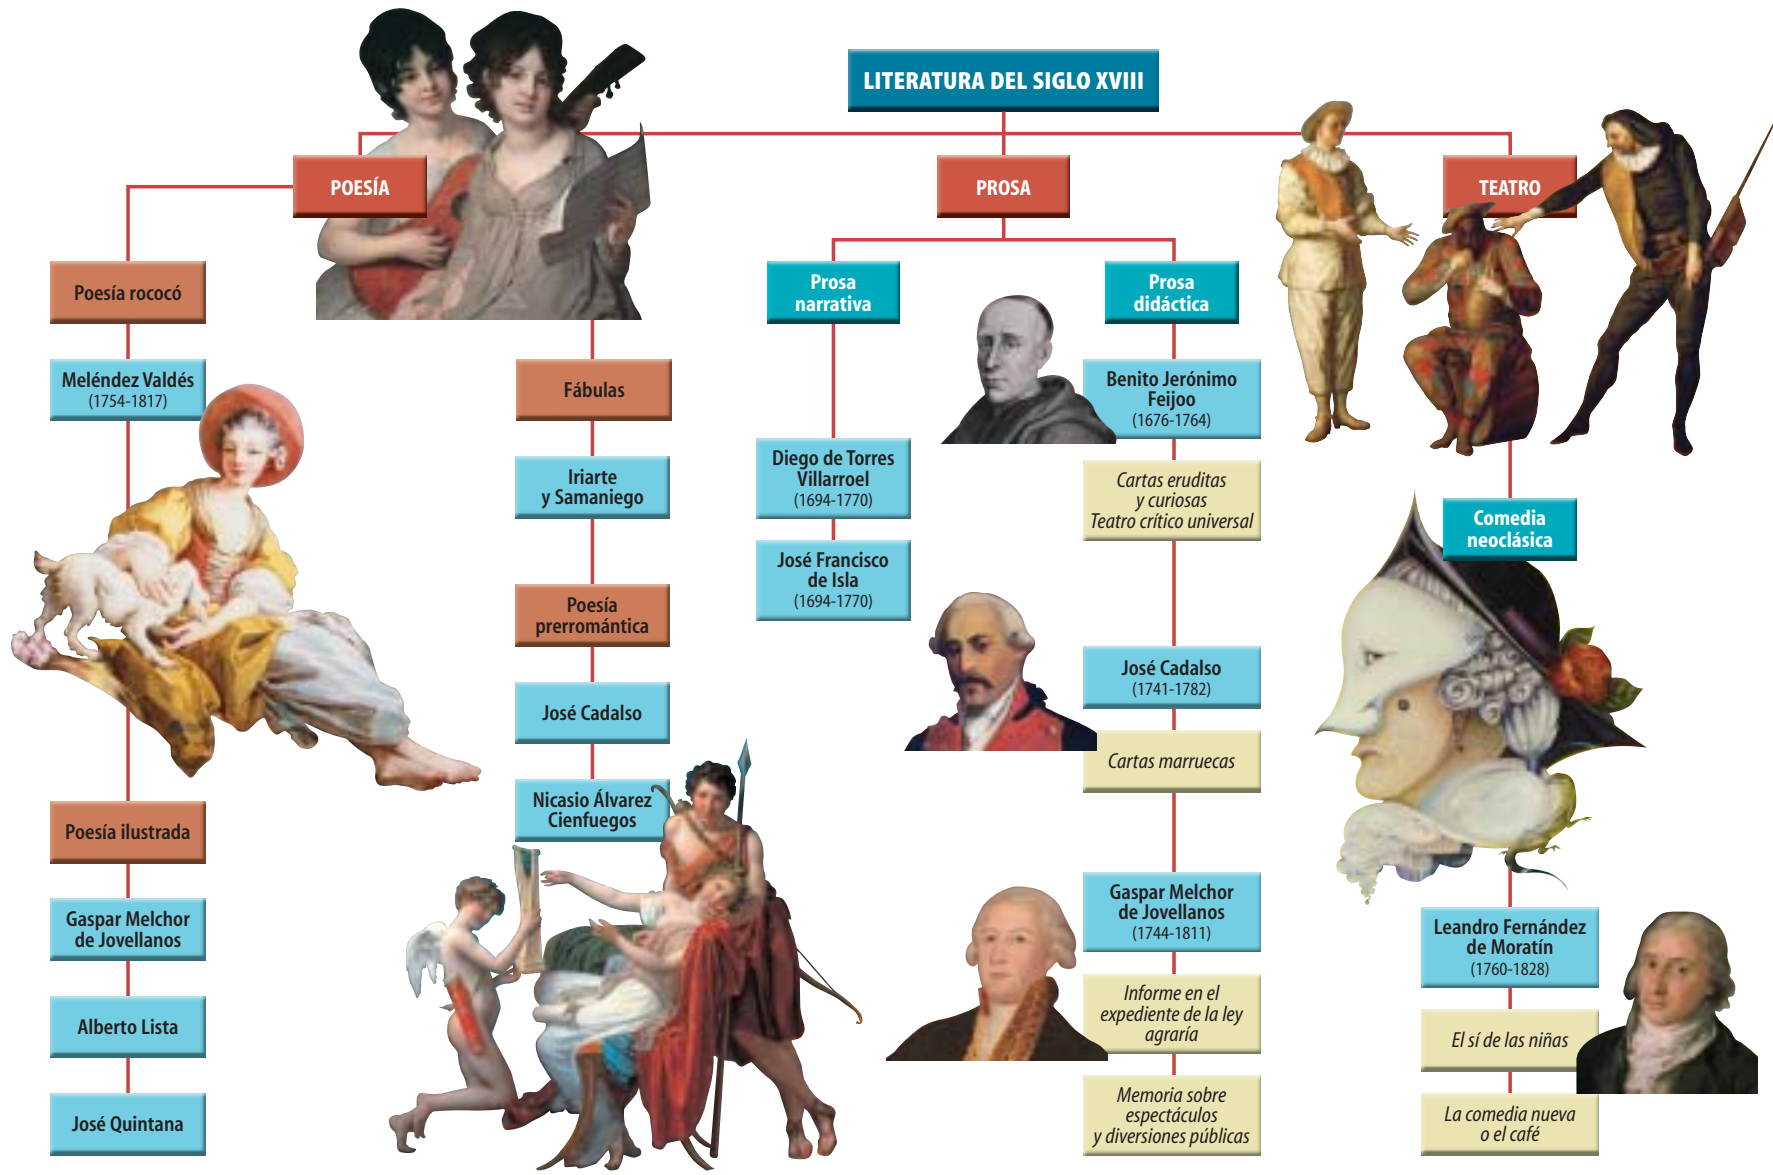 LITERATURA DEL SIGLO XVIII
POESÍA
Poesía rococó
Meléndez Valdés
(1754-1817)
Poesía ilustrada
Gaspar Melchor
de Jovellanos
Alberto Lista
José Quintana
Fábulas
Iriarte
y Samaniego
Poesía
prerromántica
José Cadalso
Nicasio Álvarez
Cienfuegos
PROSA
Prosa
narrativa
Diego de Torres
Villarroel
(1694-1770)
José Francisco
de Isla
(1694-1770)
Prosa
didáctica
Benito Jerónimo
Feijoo
(1676-1764)
Cartas eruditas
y curiosas
Teatro crítico universal
José Cadalso
(1741-1782)
Cartas marruecas
Gaspar Melchor
de Jovellanos
(1744-1811)
Informe en el
expediente de la ley
agraría
Memoria sobre
espectáculos
y diversiones públicas
TEATRO
Comedia
neoclásica
Leandro Fernández
de Moratín
(1760-1828)
El sí de las niñas
La comedia nueva
o el café